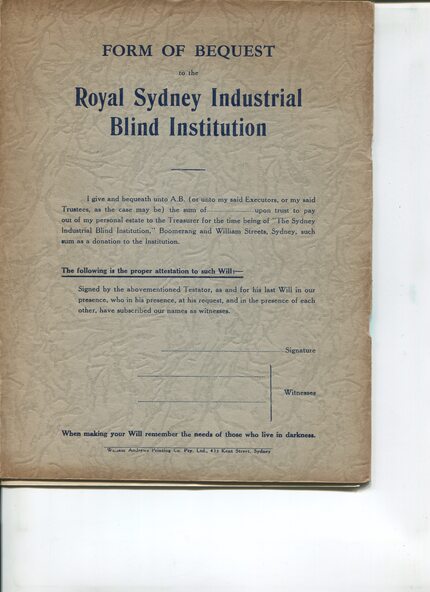 FORM OF BEQUEST
to the
Royal Sydney Industrial
Blind Institution
I give and bequeath unto A.B. (or unto my said Executors, or my said
Trustees, as the case may be) the sum of upon trust to pay
out of my personal estate to the Treasurer for the time being of "The Sydney
Industrial Blind Institution," Boomerang and William Streets, Sydney, such
sum as a donation to the Institution.
The following is the proper attestation to such Will:—
Signed by the abovementioned Testator, as and for his last Will in our
presence, who in his presence, at his request, and in the presence of each
other, have subscribed our names as witnesses.
Signature
Witnesses
When making your Will remember the needs of those who live in darkness.
Andrews Printing Co. Pty. Ltd., 433 Kent Street, Sydney